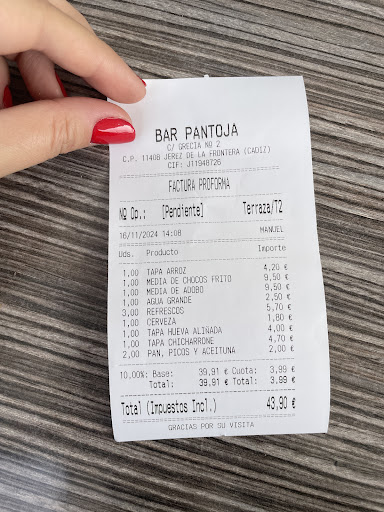 BAR PANTOJA
C/ GRECIA Nº 2
C.P. 11408 JEREZ DE LA FRONTERA (CADIZ)
CIF: J11948726
FACTURA PROFORMA
Nº Op.: [Pendiente] Terraza/T2
16/11/2024 14:08 MANUEL
Uds. Producto Importe
1,00 TAPA ARROZ 4,20 €
1,00 MEDIA DE CHOCOS FRITO 9,50 €
1,00 MEDIA DE ADOBO 9,50 €
1,00 AGUA GRANDE 2,50 €
3,00 REFRESCOS 5,70 €
1,00 CERVEZA 1,80 €
1,00 TAPA HUEVA ALIÑADA 4,00 €
1,00 TAPA CHICHARRONE 4,70 €
2,00 PAN, PICOS Y ACEITUNA 2,00 €
10.00%: Base: 39,91 € Cuota: 3,99 €
Total: 39,91 € Total: 3,99 €
Total (Impuestos Incl.) 43,90 €
GRACIAS POR SU VISITA